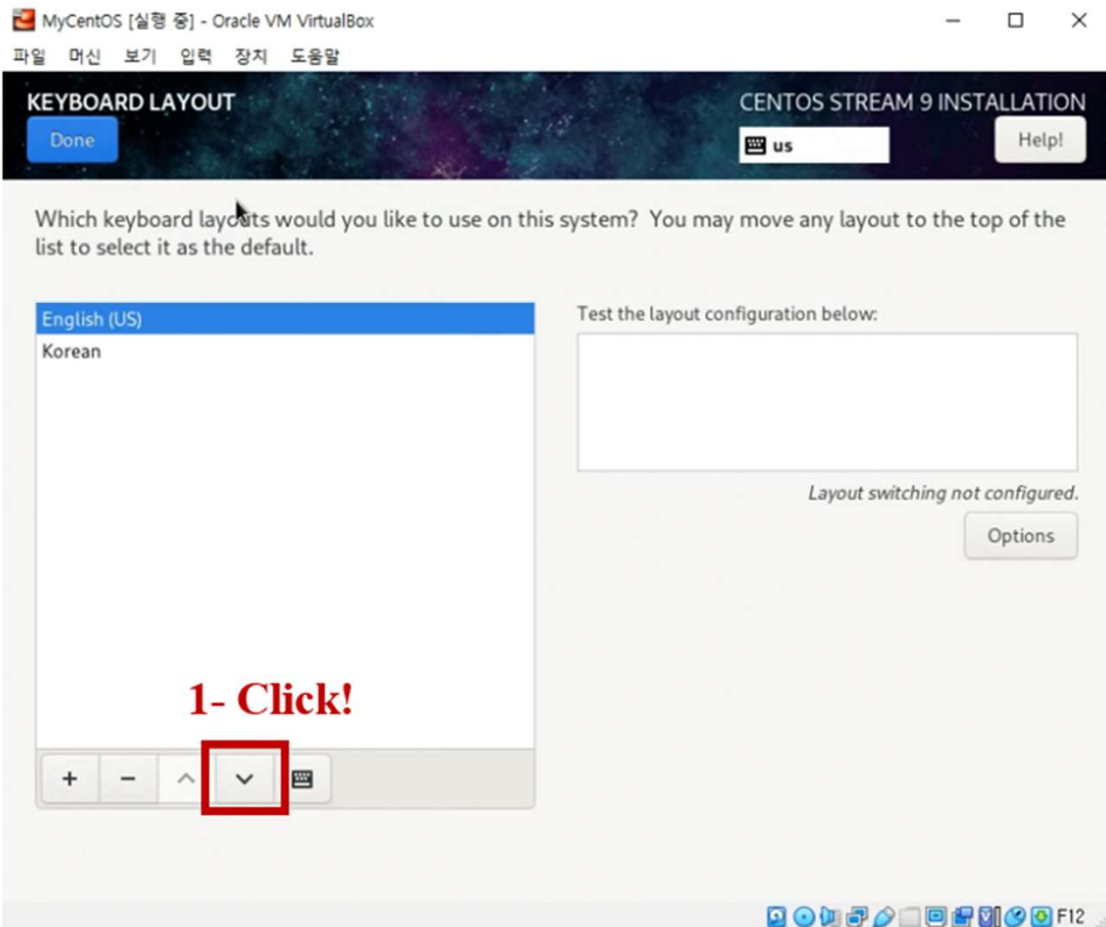 MyCentOS [실행 중] - Oracle VM VirtualBox
파일 머신 보기 입력 장치 도움말
KEYBOARD LAYOUT
CENTOS STREAM 9 INSTALLATION
Done
us
Help!
Which keyboard layouts would you like to use on this system? You may move any layout to the top of the
list to select it as the default.
English (US)
Korean
Test the layout configuration below:
Layout switching not configured.
Options
1- Click!
F12